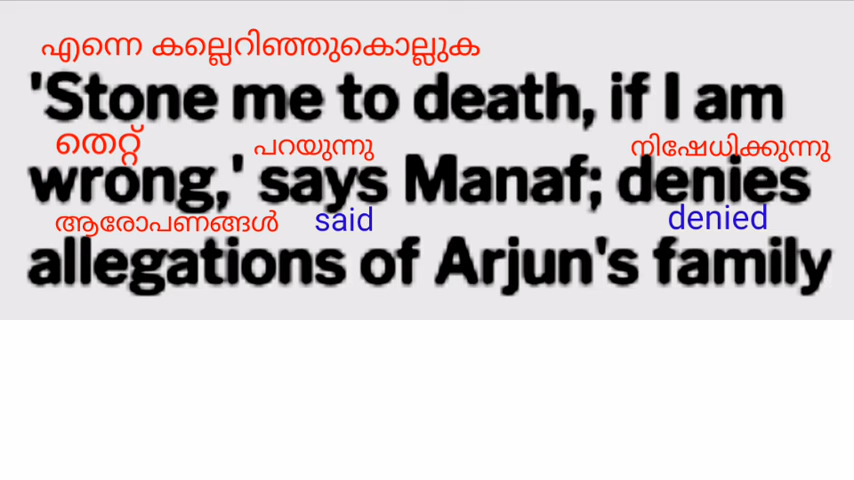 എന്നെ കല്ലെറിഞ്ഞുകൊല്ലുക
'Stone me to death, if I am
തെറ്റ് പറയുന്നു നിഷേധിക്കുന്നു
wrong,' says Manaf; denies
ആരോപണങ്ങൾ said denied
allegations of Arjun's family